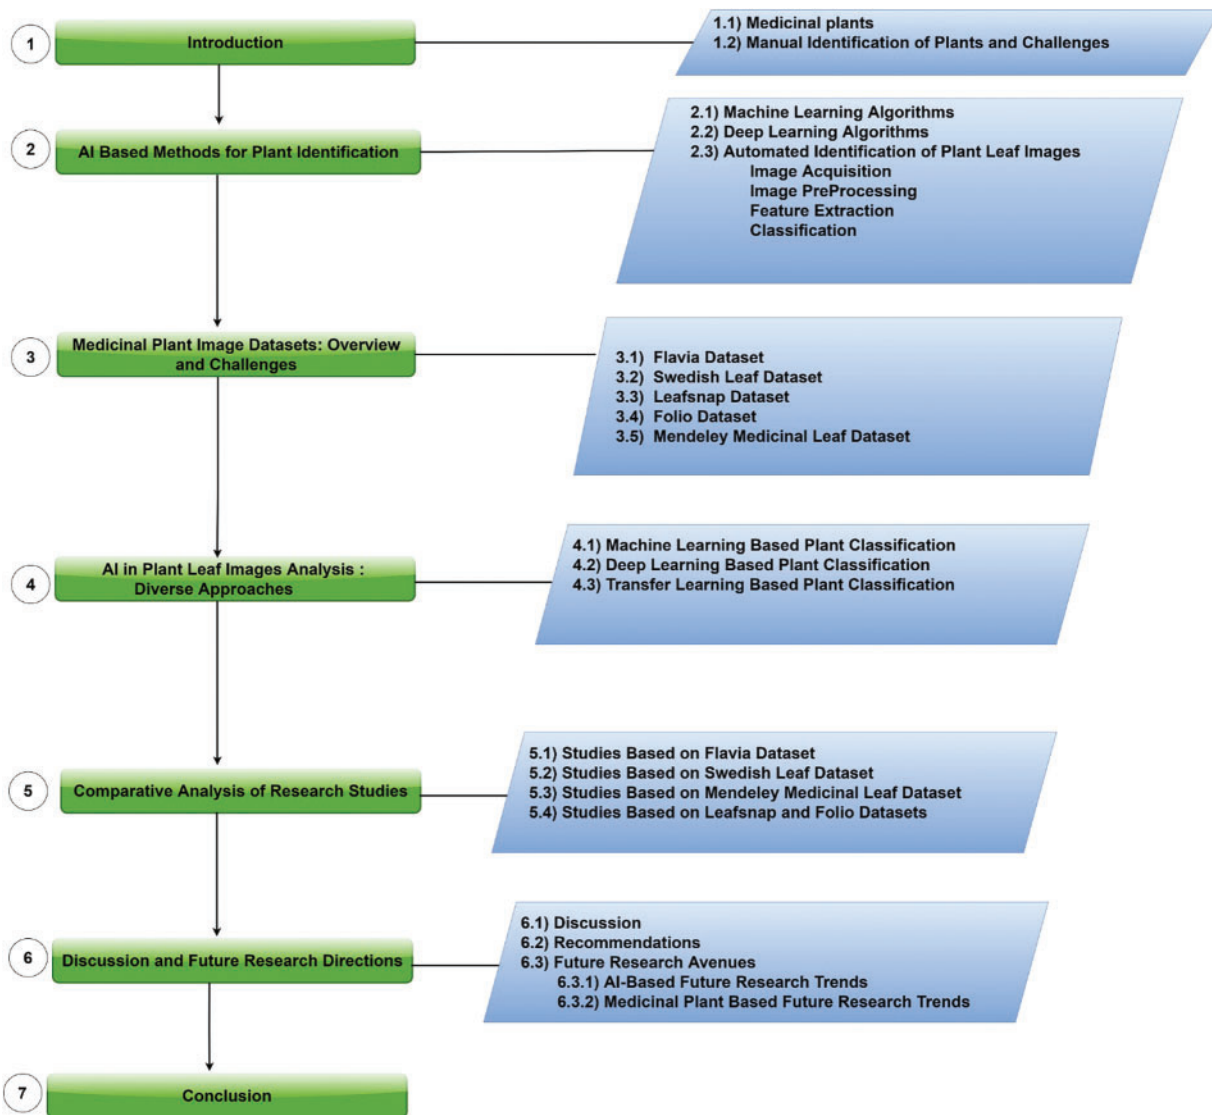 1
Introduction
1.1) Medicinal plants
1.2) Manual Identification of Plants and Challenges
2
AI Based Methods for Plant Identification
2.1) Machine Learning Algorithms
2.2) Deep Learning Algorithms
2.3) Automated Identification of Plant Leaf Images
Image Acquisition
Image PreProcessing
Feature Extraction
Classification
3
Medicinal Plant Image Datasets: Overview
and Challenges
3.1) Flavia Dataset
3.2) Swedish Leaf Dataset
3.3) Leafsnap Dataset
3.4) Folio Dataset
3.5) Mendeley Medicinal Leaf Dataset
4
AI in Plant Leaf Images Analysis :
Diverse Approaches
4.1) Machine Learning Based Plant Classification
4.2) Deep Learning Based Plant Classification
4.3) Transfer Learning Based Plant Classification
5
Comparative Analysis of Research Studies
5.1) Studies Based on Flavia Dataset
5.2) Studies Based on Swedish Leaf Dataset
5.3) Studies Based on Mendeley Medicinal Leaf Dataset
5.4) Studies Based on Leafsnap and Folio Datasets
6
Discussion and Future Research Directions
6.1) Discussion
6.2) Recommendations
6.3) Future Research Avenues
6.3.1) AI-Based Future Research Trends
6.3.2) Medicinal Plant Based Future Research Trends
7
Conclusion